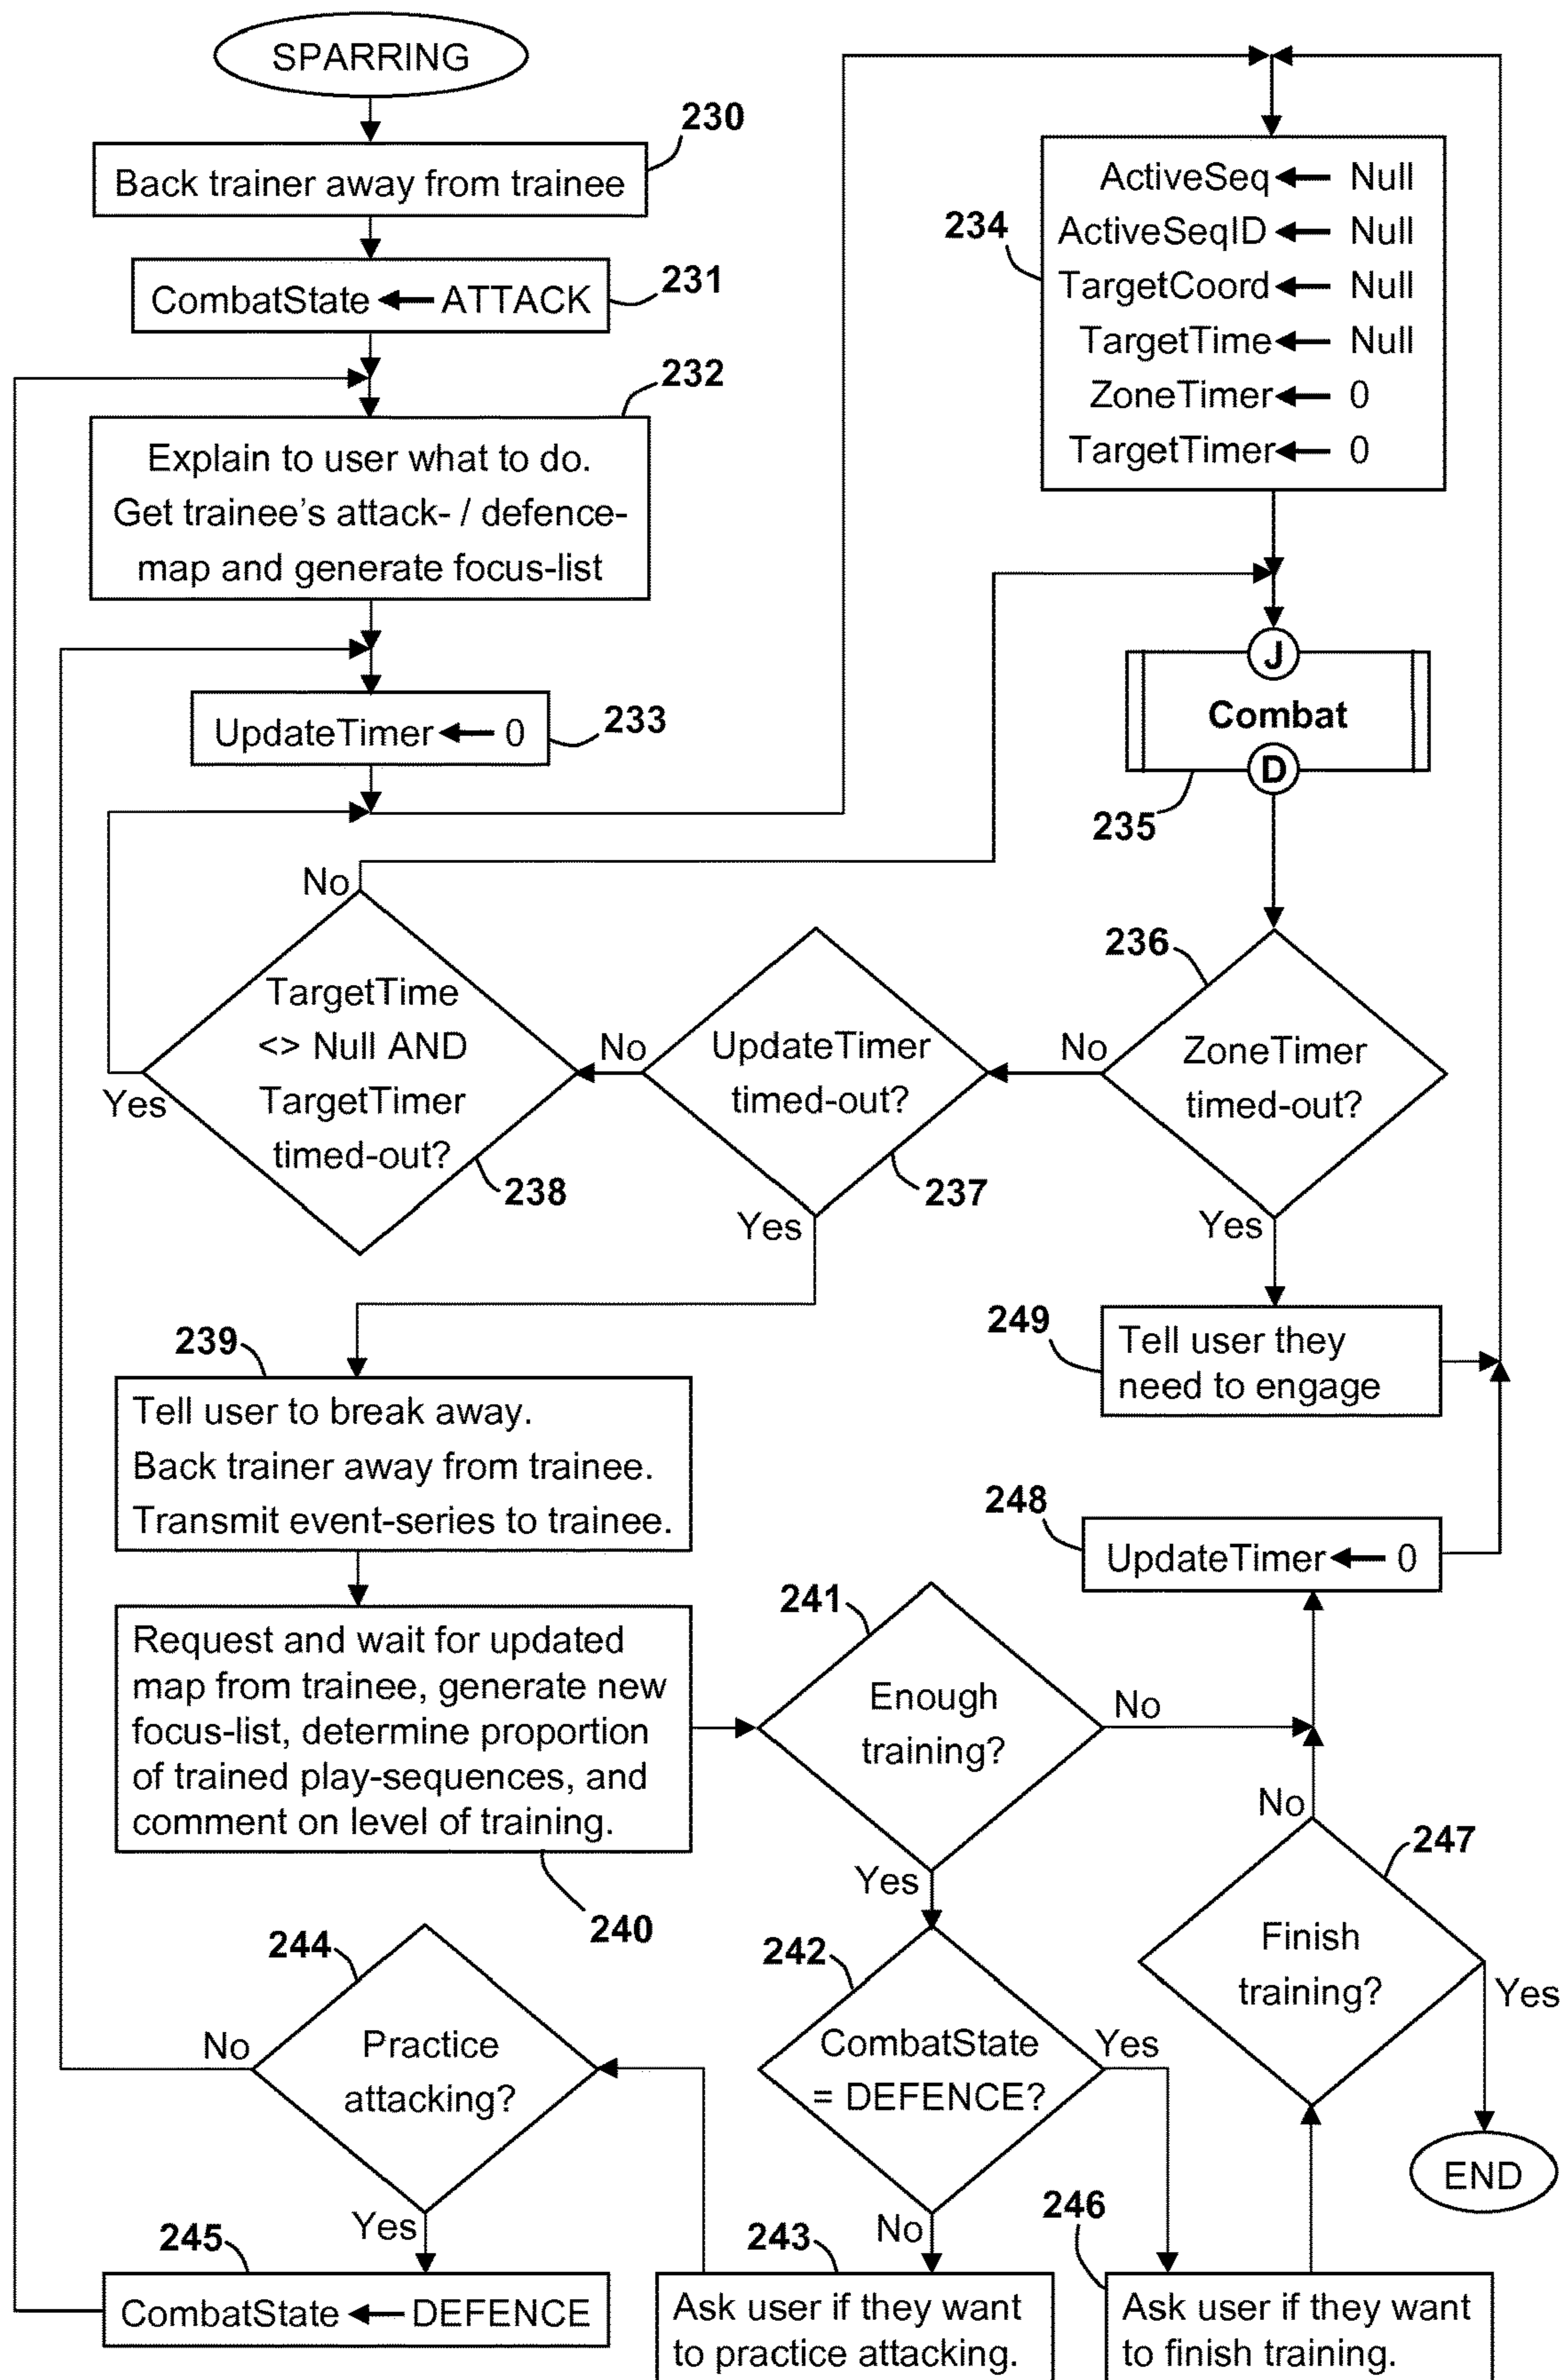 SPARRING
230
Back trainer away from trainee
CombatState ← ATTACK
231
232
Explain to user what to do.
Get trainee's attack- / defence-
map and generate focus-list
UpdateTimer ← 0
233
234
ActiveSeq ← Null
ActiveSeqID ← Null
TargetCoord ← Null
TargetTime ← Null
ZoneTimer ← 0
TargetTimer ← 0
J
Combat
D
235
236
ZoneTimer
timed-out?
No
Yes
UpdateTimer
timed-out?
237
No
Yes
No
TargetTime
<> Null AND
TargetTimer
timed-out?
Yes
238
249
Tell user they
need to engage
239
Tell user to break away.
Back trainer away from trainee.
Transmit event-series to trainee.
248
UpdateTimer ← 0
Request and wait for updated
map from trainee, generate new
focus-list, determine proportion
of trained play-sequences, and
comment on level of training.
240
241
Enough
training?
No
Yes
242
CombatState
= DEFENCE?
Yes
No
247
No
Finish
training?
Yes
END
244
No
Practice
attacking?
Yes
245
CombatState ← DEFENCE
243
Ask user if they want
to practice attacking.
246
Ask user if they want
to finish training.